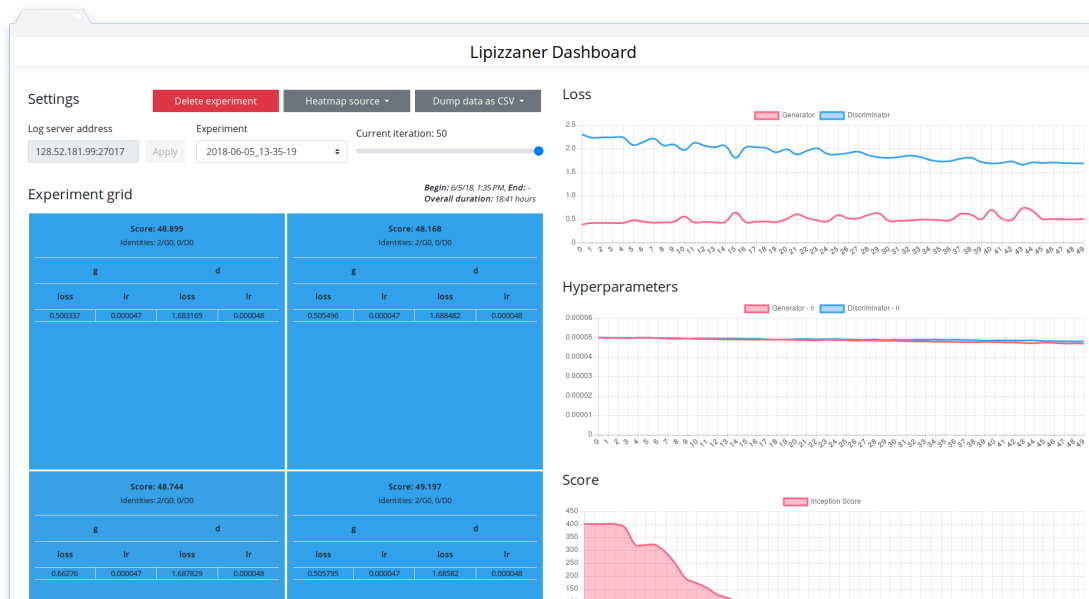 Lipizzaner Dashboard
Settings
Delete experiment
Heatmap source
Dump data as CSV
Log server address
Experiment
Current iteration: 50
128.52.181.99:27017
Apply
2018-06-05_13-35-19
Experiment grid
Begin: 6/5/18, 1:35 PM, End: -
Overall duration: 18:41 hours
Score: 48.899
Identities: 2/G0, 0/D0
g d
loss lr loss lr
0.500337 0.000047 1.683169 0.000048
Score: 48.168
Identities: 2/G0, 0/D0
g d
loss lr loss lr
0.505496 0.000047 1.688482 0.000048
Score: 48.744
Identities: 2/G0, 0/D0
g d
loss lr loss lr
0.66276 0.000047 1.687829 0.000048
Score: 49.197
Identities: 2/G0, 0/D0
g d
loss lr loss lr
0.505795 0.000047 1.68582 0.000048
Loss
Generator Discriminator
2.5
2.0
1.5
1.0
0.5
0
0 1 2 3 4 5 6 7 8 9 10 11 12 13 14 15 16 17 18 19 20 21 22 23 24 25 26 27 28 29 30 31 32 33 34 35 36 37 38 39 40 41 42 43 44 45 46 47 48 49
Hyperparameters
Generator - lr Discriminator - lr
0.00006
0.00005
0.00004
0.00003
0.00002
0.00001
0
0 1 2 3 4 5 6 7 8 9 10 11 12 13 14 15 16 17 18 19 20 21 22 23 24 25 26 27 28 29 30 31 32 33 34 35 36 37 38 39 40 41 42 43 44 45 46 47 48 49
Score
Inception Score
450
400
350
300
250
200
150